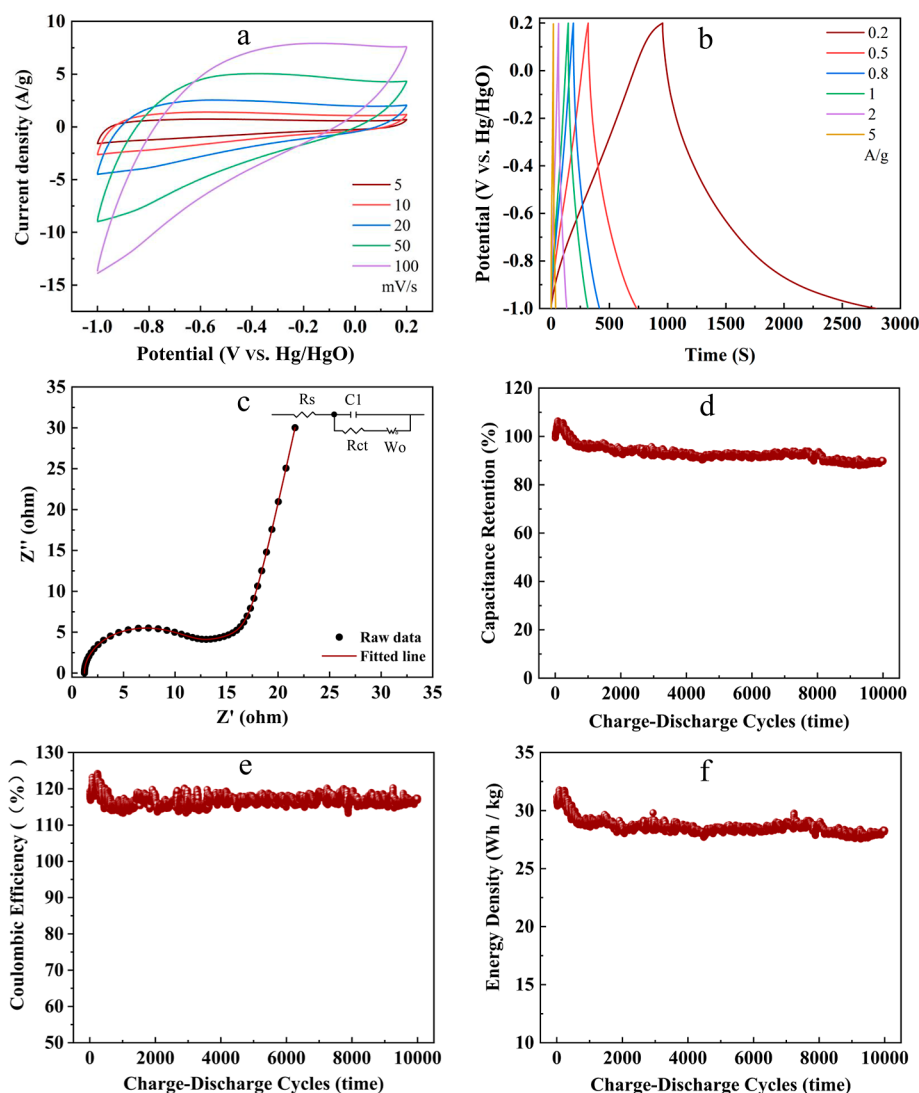 a
10
5
0
-5
-10
-15
Current density (A/g)
5
10
20
50
100
mV/s
-1.0 -0.8 -0.6 -0.4 -0.2 0.0 0.2
Potential (V vs. Hg/HgO)
b
0.2
0.0
-0.2
-0.4
-0.6
-0.8
-1.0
Potential (V vs. Hg/HgO)
0.2
0.5
0.8
1
2
5
A/g
0 500 1000 1500 2000 2500 3000
Time (S)
c
35
30
25
20
15
10
5
0
Z'' (ohm)
Rs C1
Rct Wo
Raw data
Fitted line
0 5 10 15 20 25 30 35
Z' (ohm)
d
120
100
80
60
40
20
0
Capacitance Retention (%)
0 2000 4000 6000 8000 10000
Charge-Discharge Cycles (time)
e
130
120
110
100
90
80
70
60
50
Coulombic Efficiency (（%）)
0 2000 4000 6000 8000 10000
Charge-Discharge Cycles (time)
f
35
30
25
20
15
10
Energy Density (Wh / kg)
0 2000 4000 6000 8000 10000
Charge-Discharge Cycles (time)